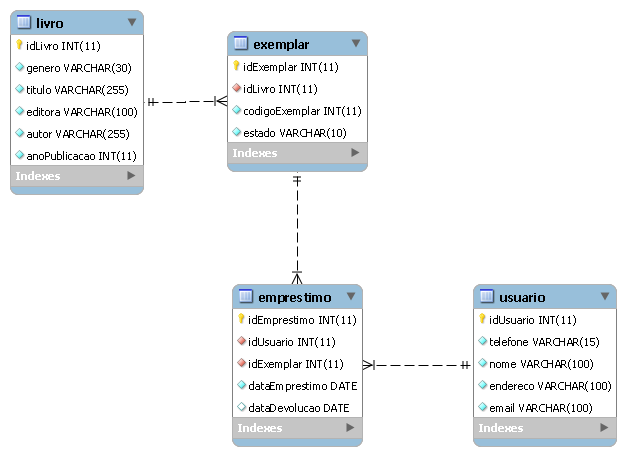 livro
idLivro INT(11)
genero VARCHAR(30)
titulo VARCHAR(255)
editora VARCHAR(100)
autor VARCHAR(255)
anoPublicacao INT(11)
Indexes
exemplar
idExemplar INT(11)
idLivro INT(11)
codigoExemplar INT(11)
estado VARCHAR(10)
Indexes
emprestimo
idEmprestimo INT(11)
idUsuario INT(11)
idExemplar INT(11)
dataEmprestimo DATE
dataDevolucao DATE
Indexes
usuario
idUsuario INT(11)
telefone VARCHAR(15)
nome VARCHAR(100)
endereco VARCHAR(100)
email VARCHAR(100)
Indexes